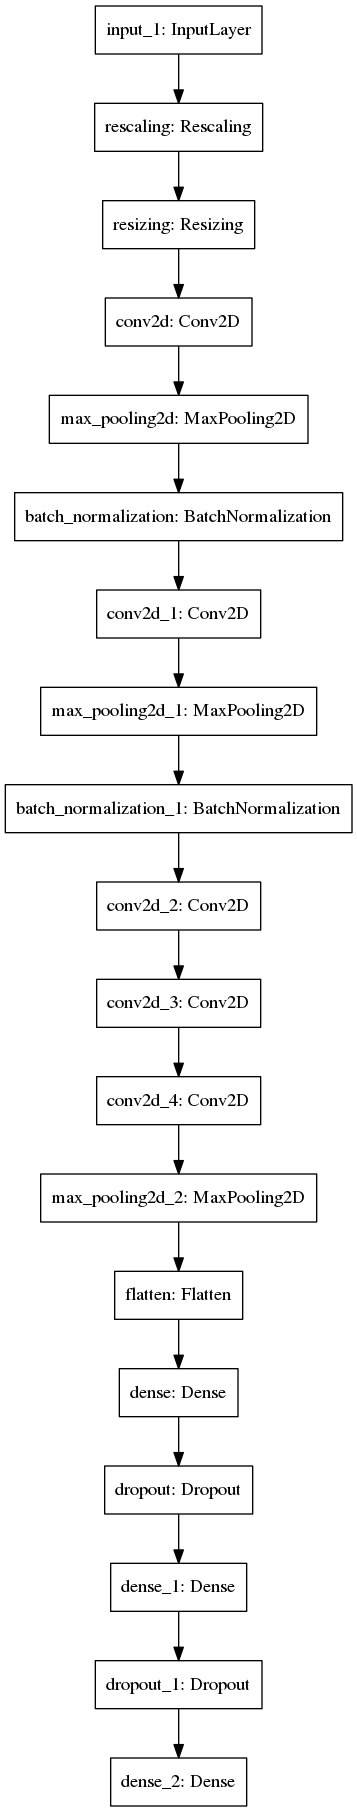 input_1: InputLayer
rescaling: Rescaling
resizing: Resizing
conv2d: Conv2D
max_pooling2d: MaxPooling2D
batch_normalization: BatchNormalization
conv2d_1: Conv2D
max_pooling2d_1: MaxPooling2D
batch_normalization_1: BatchNormalization
conv2d_2: Conv2D
conv2d_3: Conv2D
conv2d_4: Conv2D
max_pooling2d_2: MaxPooling2D
flatten: Flatten
dense: Dense
dropout: Dropout
dense_1: Dense
dropout_1: Dropout
dense_2: Dense